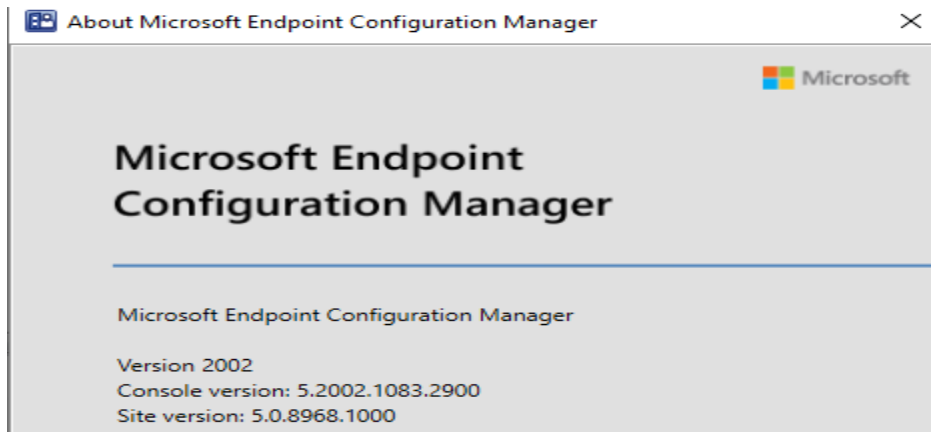 About Microsoft Endpoint Configuration Manager
Microsoft
Microsoft Endpoint
Configuration Manager
Microsoft Endpoint Configuration Manager
Version 2002
Console version: 5.2002.1083.2900
Site version: 5.0.8968.1000